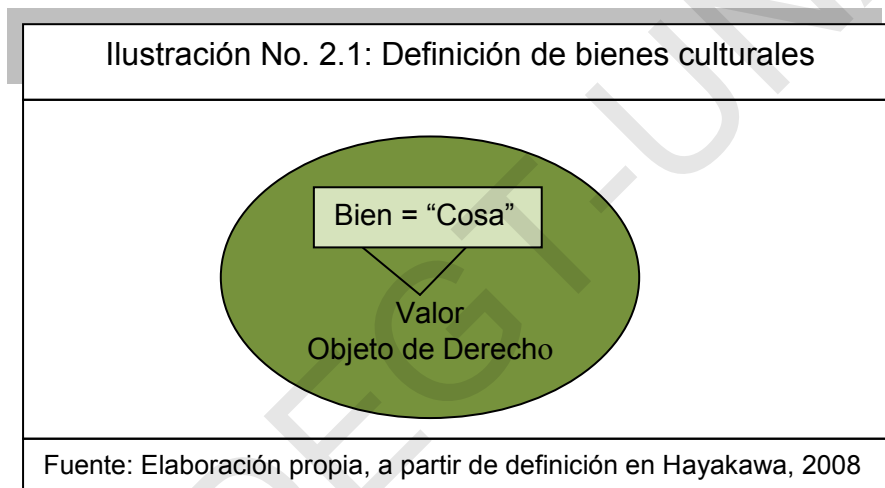 Ilustración No. 2.1: Definición de bienes culturales
Bien = “Cosa”
Valor
Objeto de Derecho
Fuente: Elaboración propia, a partir de definición en Hayakawa, 2008